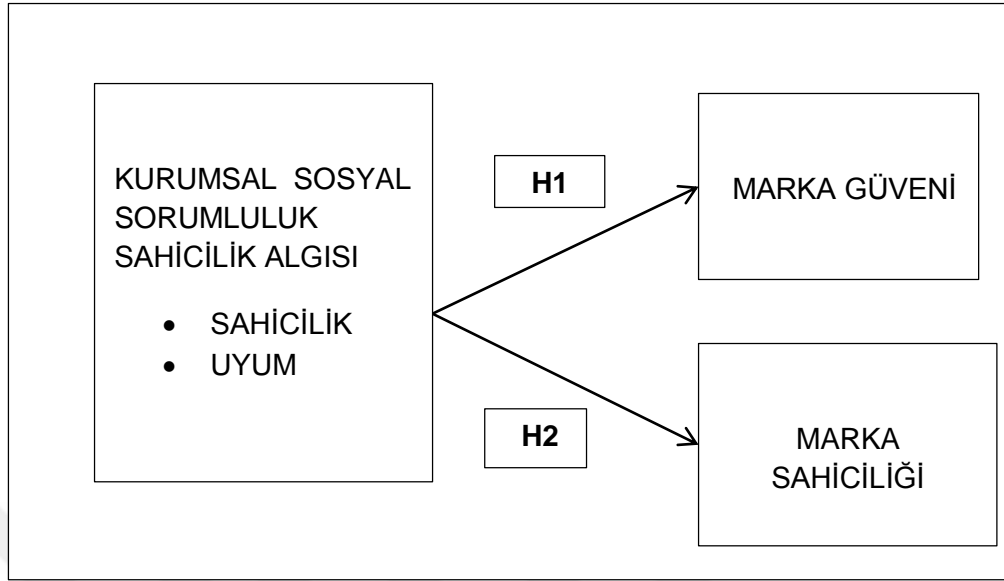 KURUMSAL SOSYAL
SORUMLULUK
SAHİCİLİK ALGISI
• SAHİCİLİK
• UYUM
H1
H2
MARKA GÜVENİ
MARKA
SAHİCİLİĞİ